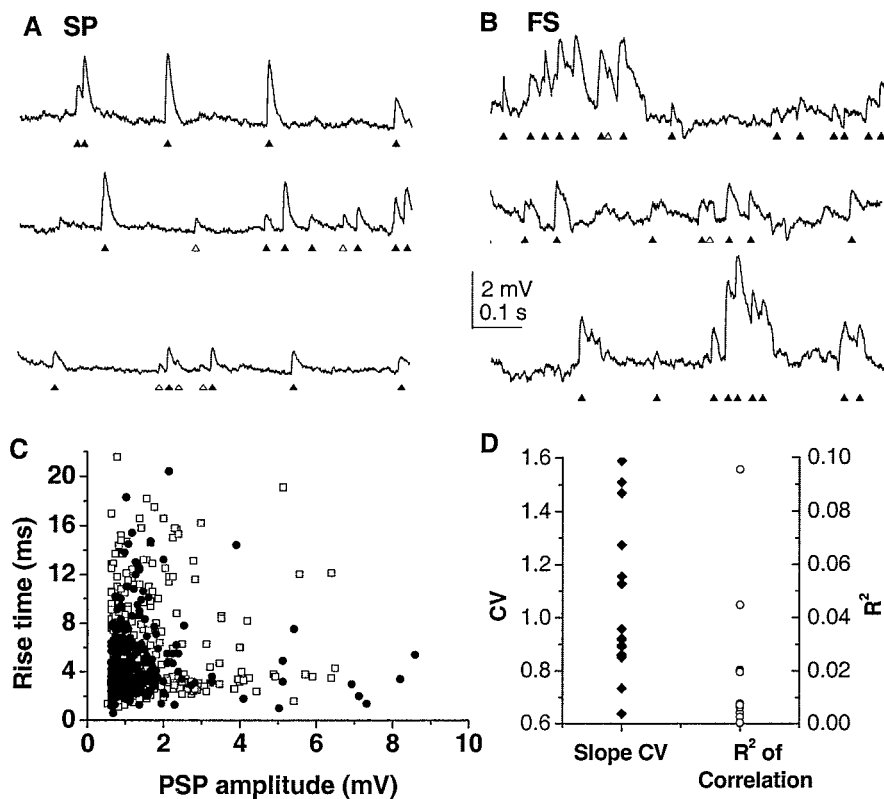 A SP
B FS
2 mV
0.1 s
C
20
16
12
8
4
0
Rise time (ms)
0 2 4 6 8 10
PSP amplitude (mV)
D
1.6
1.4
1.2
1.0
0.8
0.6
CV
0.10
0.08
0.06
0.04
0.02
0.00
R²
Slope CV
R² of
Correlation